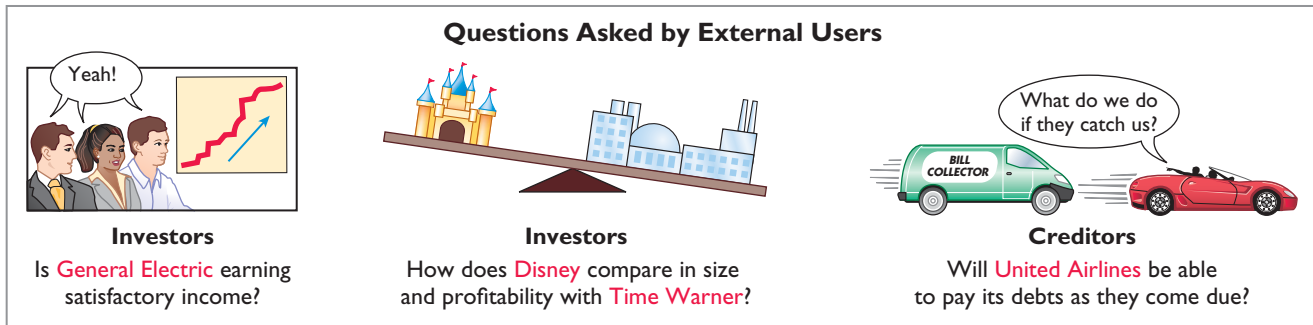 Questions Asked by External Users
Yeah!
Investors
Is General Electric earning
satisfactory income?
Investors
How does Disney compare in size
and profitability with Time Warner?
What do we do
if they catch us?
BILL
COLLECTOR
Creditors
Will United Airlines be able
to pay its debts as they come due?